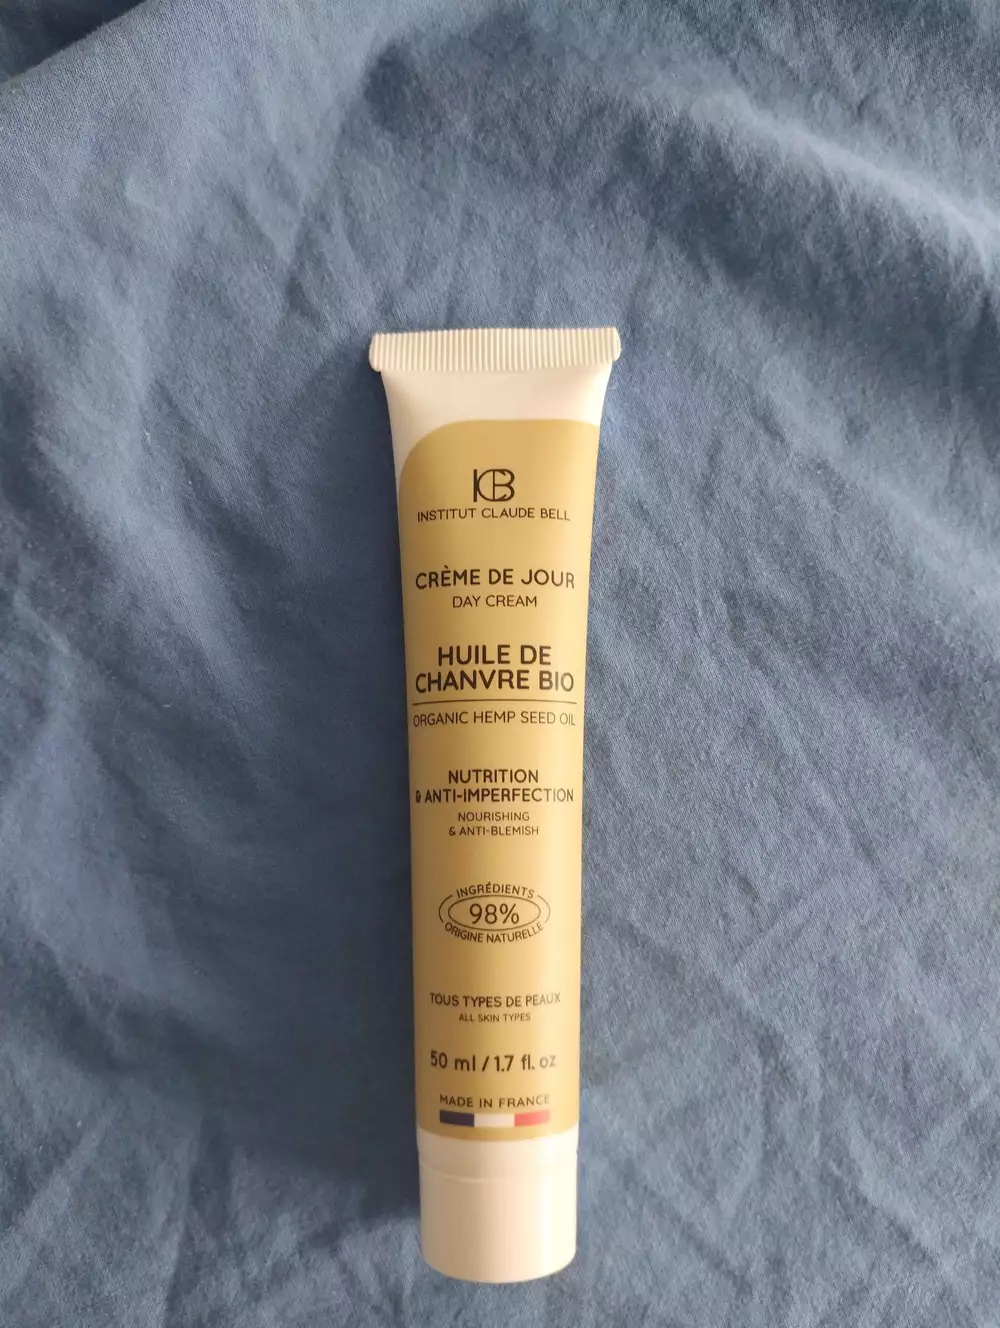 ICB
INSTITUT CLAUDE BELL
CRÈME DE JOUR
DAY CREAM
HUILE DE
CHANVRE BIO
ORGANIC HEMP SEED OIL
NUTRITION
& ANTI-IMPERFECTION
NOURISHING
& ANTI-BLEMISH
INGRÉDIENTS
98%
ORIGINE NATURELLE
TOUS TYPES DE PEAUX
ALL SKIN TYPES
50 ml / 1.7 fl. oz
MADE IN FRANCE